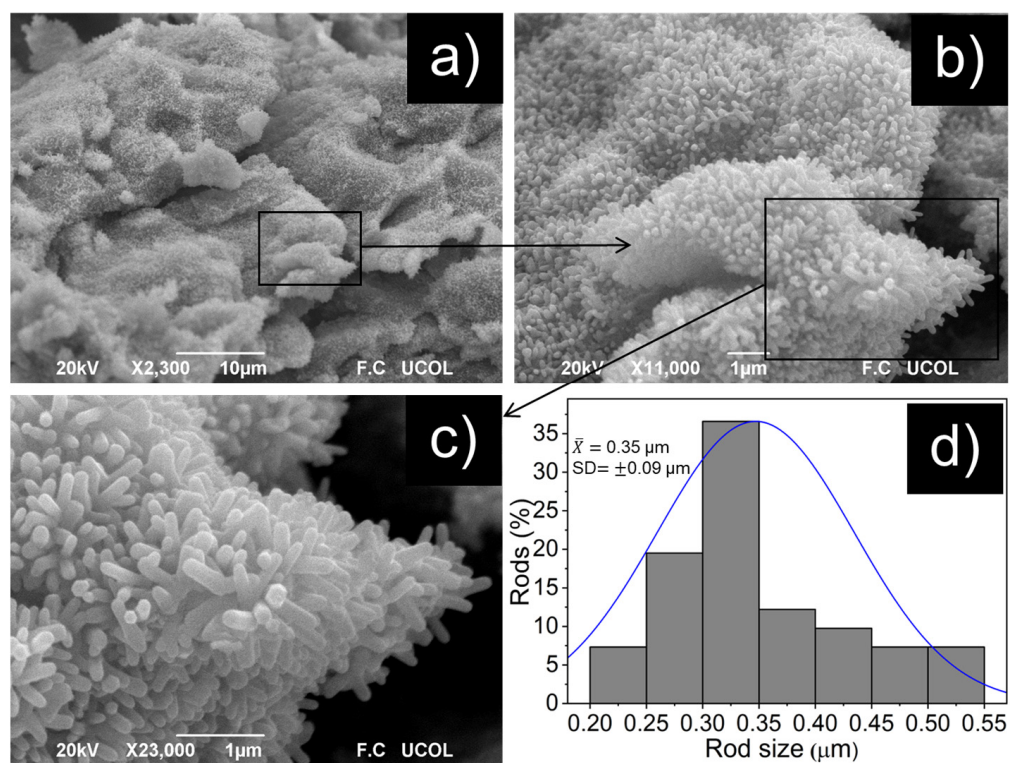 a)
20kV X2,300 10µm F.C UCOL
b)
20kV X11,000 1µm F.C UCOL
c)
20kV X23,000 1µm F.C UCOL
d)
X̄ = 0.35 µm
SD= ±0.09 µm
Rods (%)
35
30
25
20
15
10
5
0
0.20 0.25 0.30 0.35 0.40 0.45 0.50 0.55
Rod size (µm)